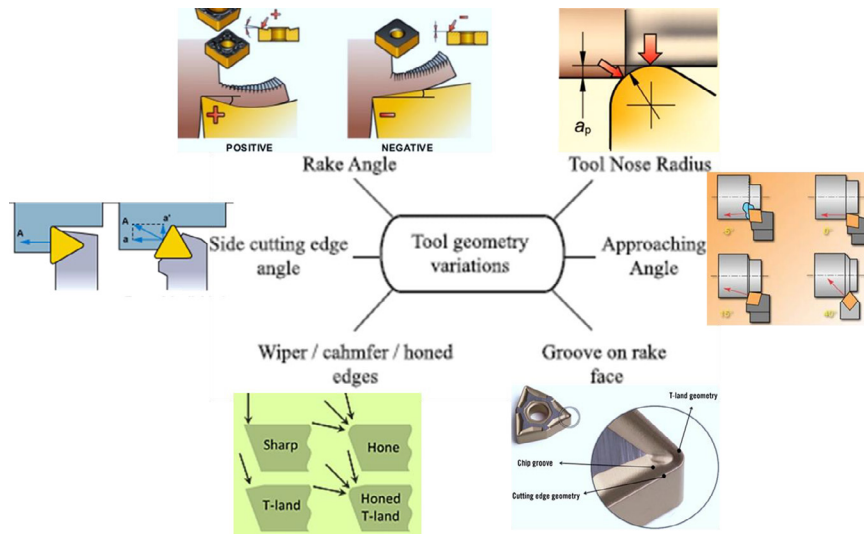 +
-
+
-
POSITIVE
NEGATIVE
ap
Rake Angle
Tool Nose Radius
A
A
a'
a
Side cutting edge
angle
Tool geometry
variations
Approaching
Angle
-5°
0°
15°
40°
Wiper / cahmfer / honed
edges
Groove on rake
face
Sharp
Hone
T-land
Honed
T-land
T-land geometry
Chip groove
Cutting edge geometry